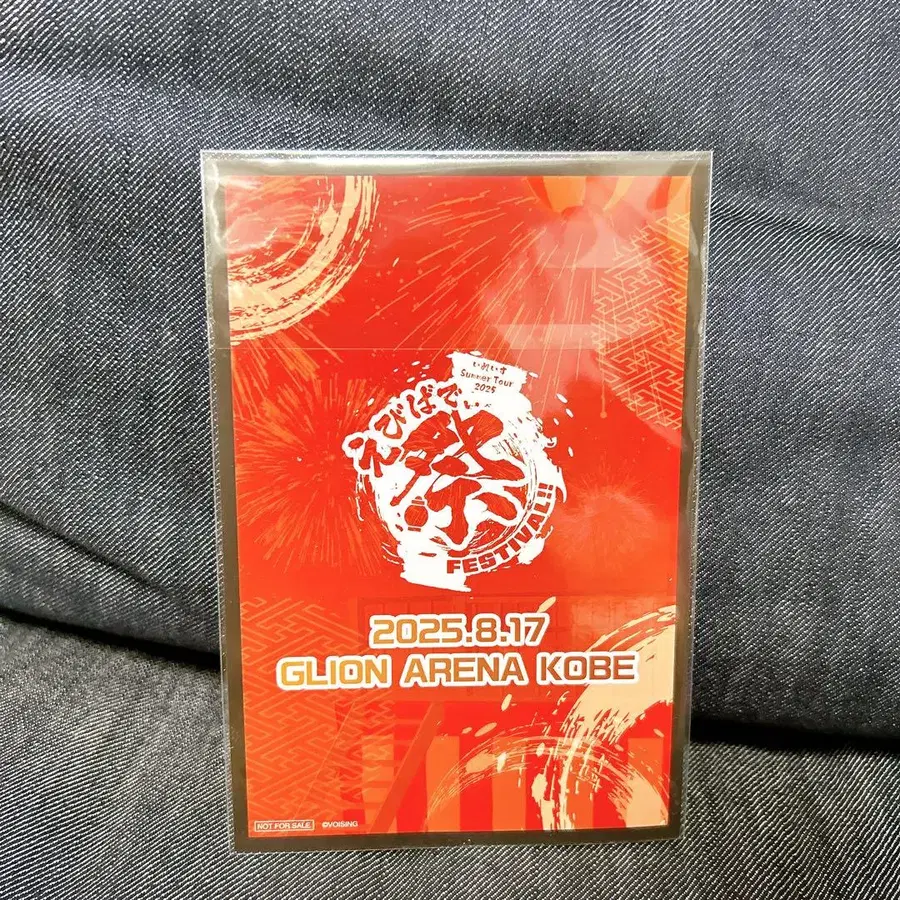 いれいす
Summer Tour
2025
えびばでぃ
祭
FESTIVAL!!
2025.8.17
GLION ARENA KOBE
NOT FOR SALE ©VOISING